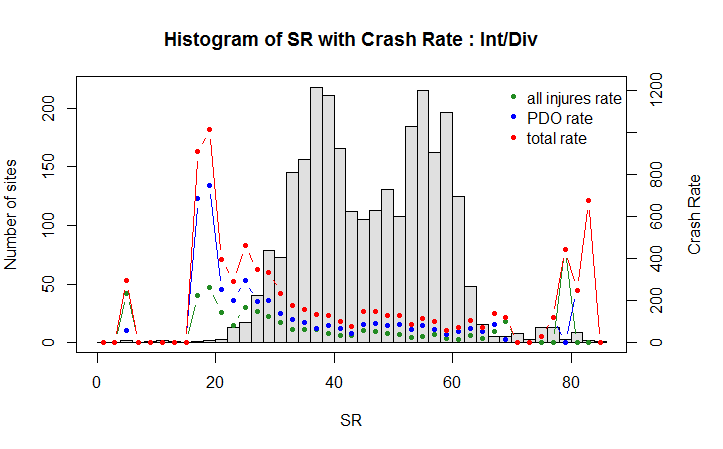 Histogram of SR with Crash Rate : Int/Div
all injures rate
PDO rate
total rate
Number of sites
0 50 100 150 200
Crash Rate
0 200 400 600 800 1200
0 20 40 60 80
SR